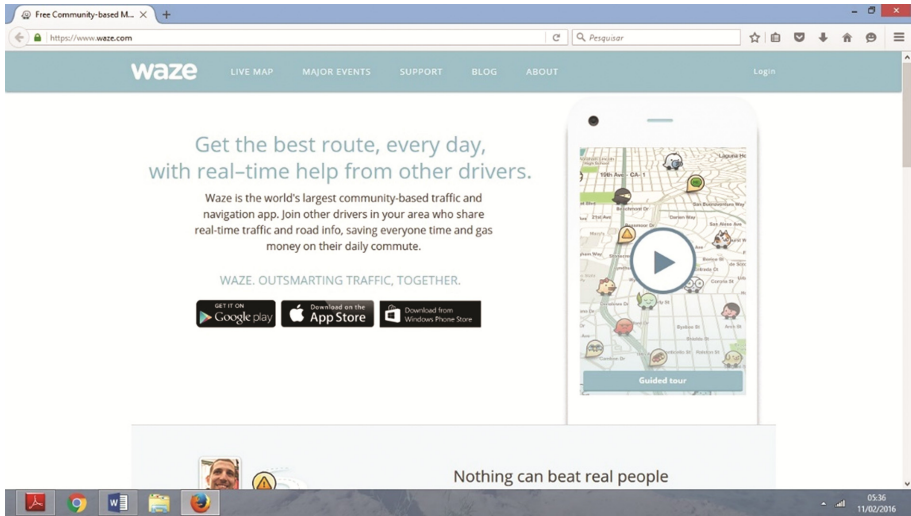 Free Community-based M...
https://www.waze.com
Pesquisar
waze LIVE MAP MAJOR EVENTS SUPPORT BLOG ABOUT Login
Get the best route, every day,
with real-time help from other drivers.
Waze is the world's largest community-based traffic and
navigation app. Join other drivers in your area who share
real-time traffic and road info, saving everyone time and gas
money on their daily commute.
WAZE. OUTSMARTING TRAFFIC, TOGETHER.
GET IT ON
Google play
Download on the
App Store
Download from
Windows Phone Store
19th Ave - CA- 1
Guided tour
Nothing can beat real people
05:36
11/02/2016